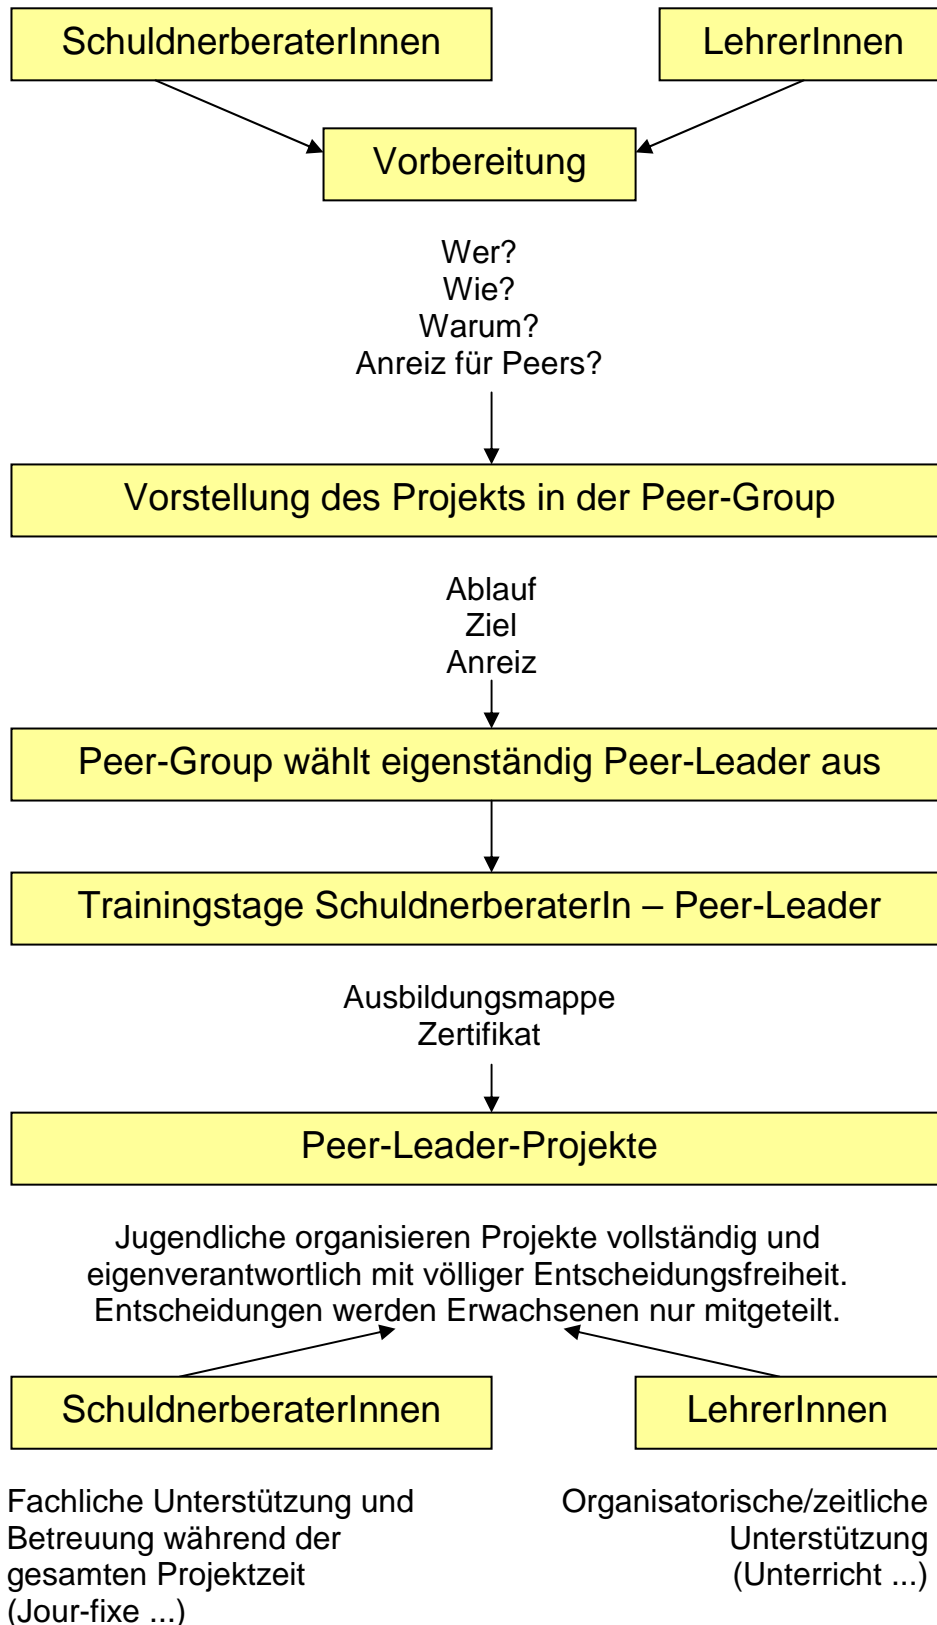 SchuldnerberaterInnen
LehrerInnen
Vorbereitung
Wer?
Wie?
Warum?
Anreiz für Peers?
Vorstellung des Projekts in der Peer-Group
Ablauf
Ziel
Anreiz
Peer-Group wählt eigenständig Peer-Leader aus
Trainingstage SchuldnerberaterIn – Peer-Leader
Ausbildungsmappe
Zertifikat
Peer-Leader-Projekte
Jugendliche organisieren Projekte vollständig und
eigenverantwortlich mit völliger Entscheidungsfreiheit.
Entscheidungen werden Erwachsenen nur mitgeteilt.
SchuldnerberaterInnen
LehrerInnen
Fachliche Unterstützung und
Betreuung während der
gesamten Projektzeit
(Jour-fixe ...)
Organisatorische/zeitliche
Unterstützung
(Unterricht ...)